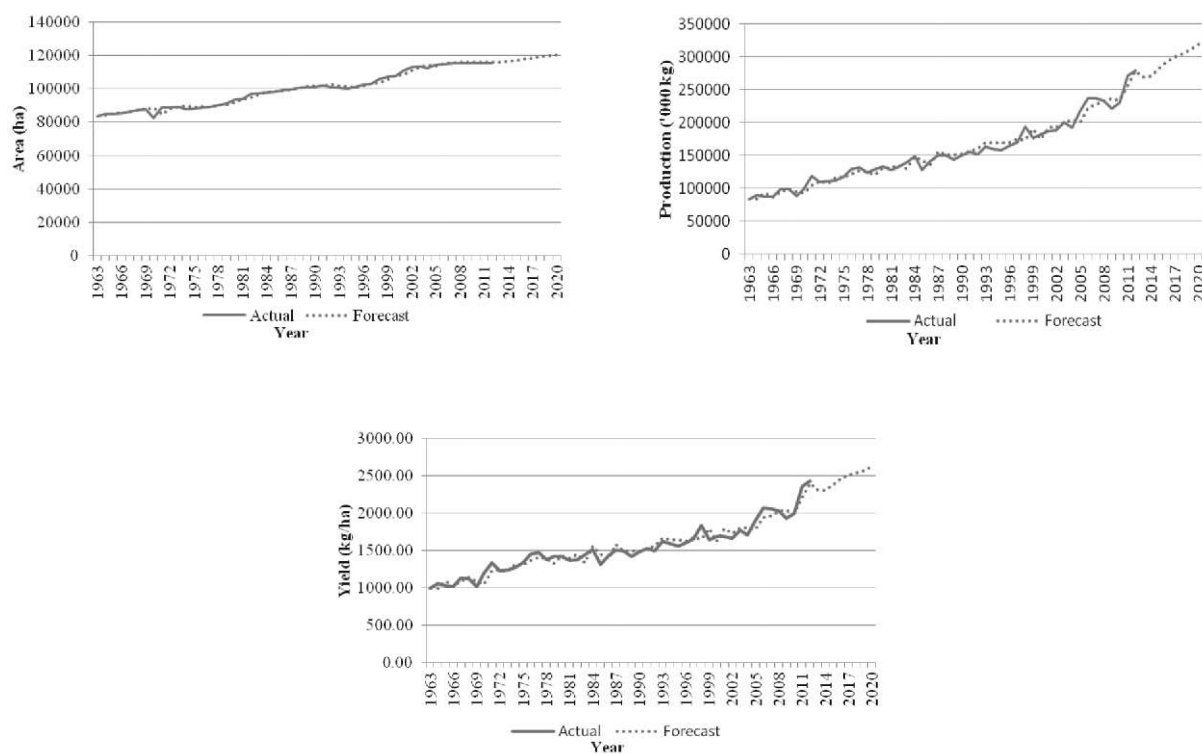 140000
120000
100000
80000
60000
40000
20000
0
Area (ha)
1963 1966 1969 1972 1975 1978 1981 1984 1987 1990 1993 1996 1999 2002 2005 2008 2011 2014 2017 2020
Actual Forecast
Year
350000
300000
250000
200000
150000
100000
50000
0
Production ('000 kg)
1963 1966 1969 1972 1975 1978 1981 1984 1987 1990 1993 1996 1999 2002 2005 2008 2011 2014 2017 2020
Actual Forecast
Year
3000.00
2500.00
2000.00
1500.00
1000.00
500.00
0.00
Yield (kg/ha)
1963 1966 1969 1972 1975 1978 1981 1984 1987 1990 1993 1996 1999 2002 2005 2008 2011 2014 2017 2020
Actual Forecast
Year